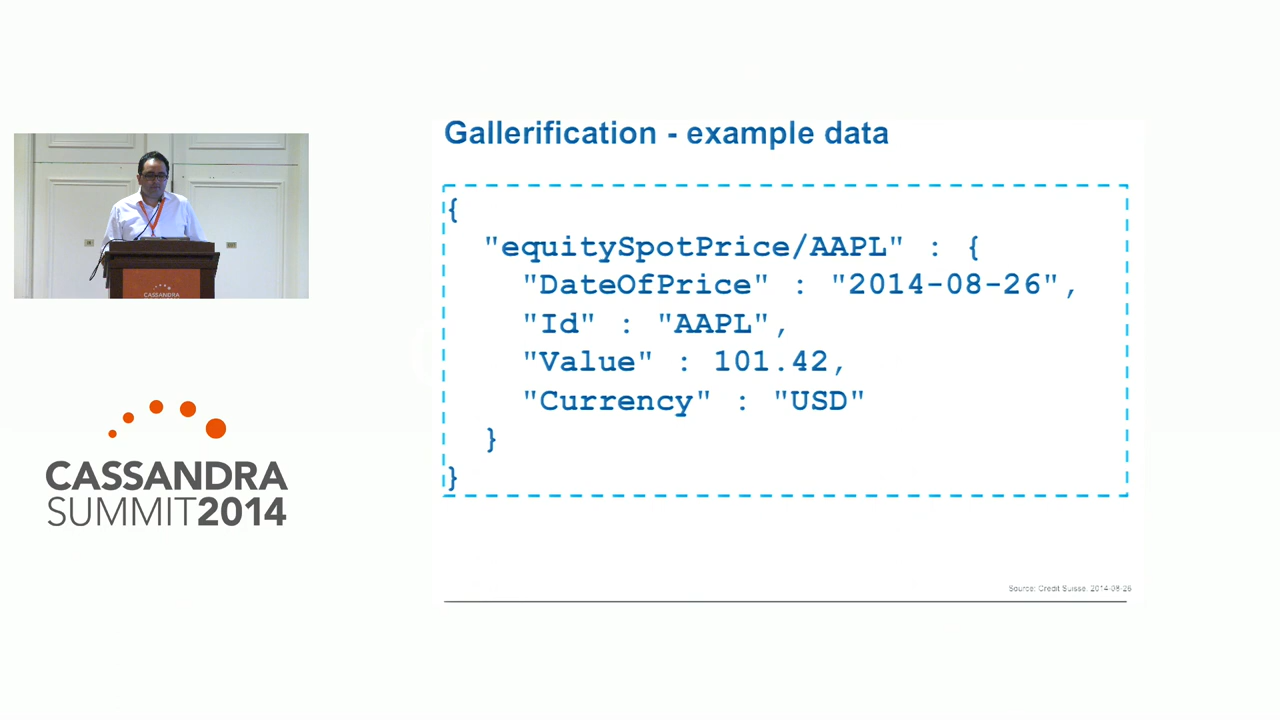 Gallerification - example data
{
"equitySpotPrice/AAPL" : {
"DateOfPrice" : "2014-08-26",
"Id" : "AAPL",
"Value" : 101.42,
"Currency" : "USD"
}
}
Source: Credit Suisse, 2014-08-26
CASSANDRA
CASSANDRA
SUMMIT2014